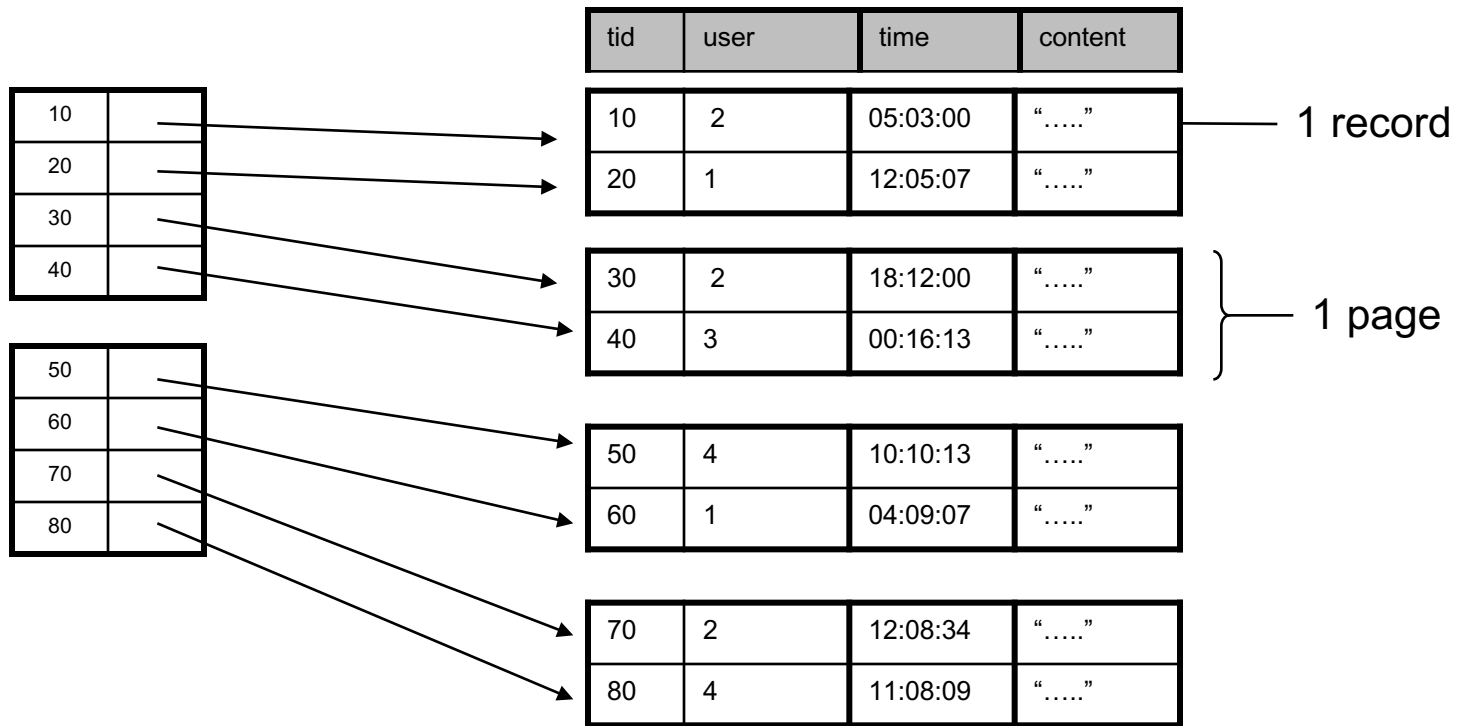 tid user time content
10
20
30
40
50
60
70
80
10 2 05:03:00 “…..”
20 1 12:05:07 “…..”
30 2 18:12:00 “…..”
40 3 00:16:13 “…..”
50 4 10:10:13 “…..”
60 1 04:09:07 “…..”
70 2 12:08:34 “…..”
80 4 11:08:09 “…..”
1 record
1 page